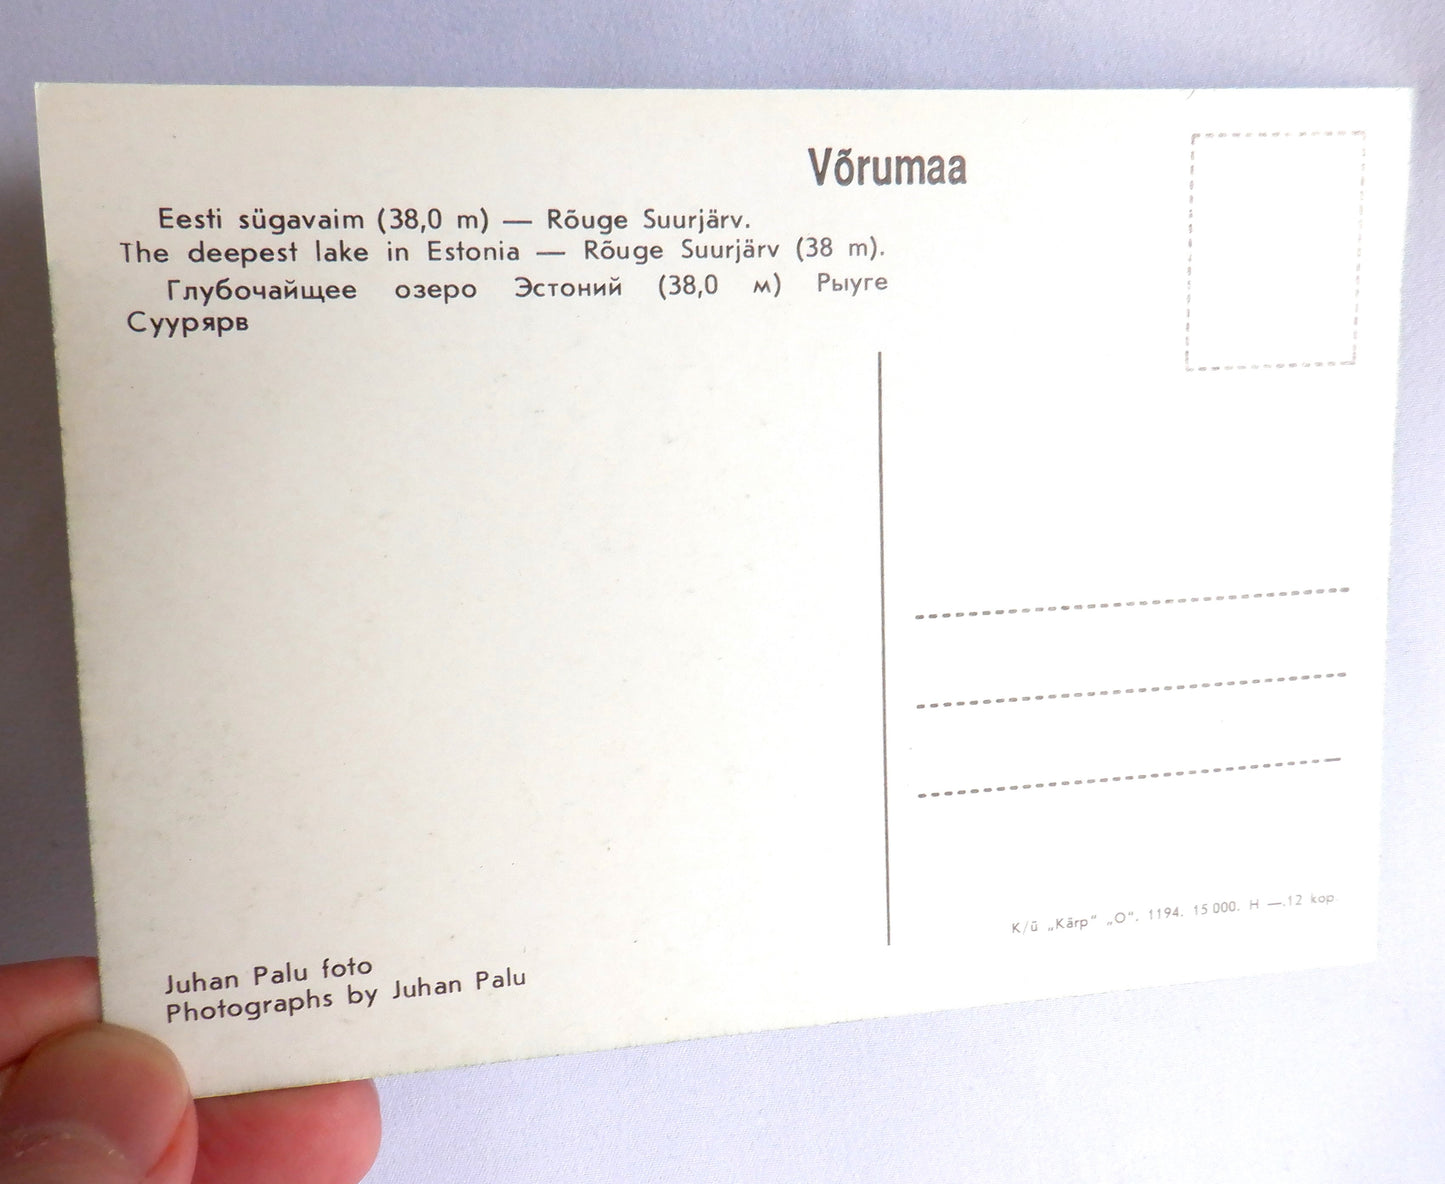 Võrumaa
Eesti sügavaim (38,0 m) — Rõuge Suurjärv.
The deepest lake in Estonia — Rõuge Suurjärv (38 m).
Глубочайщее озеро Эстоний (38,0 м) Рыуге
Суурярв
K/ü „Kärp“ „O“. 1194. 15 000. H —.12 kop.
Juhan Palu foto
Photographs by Juhan Palu